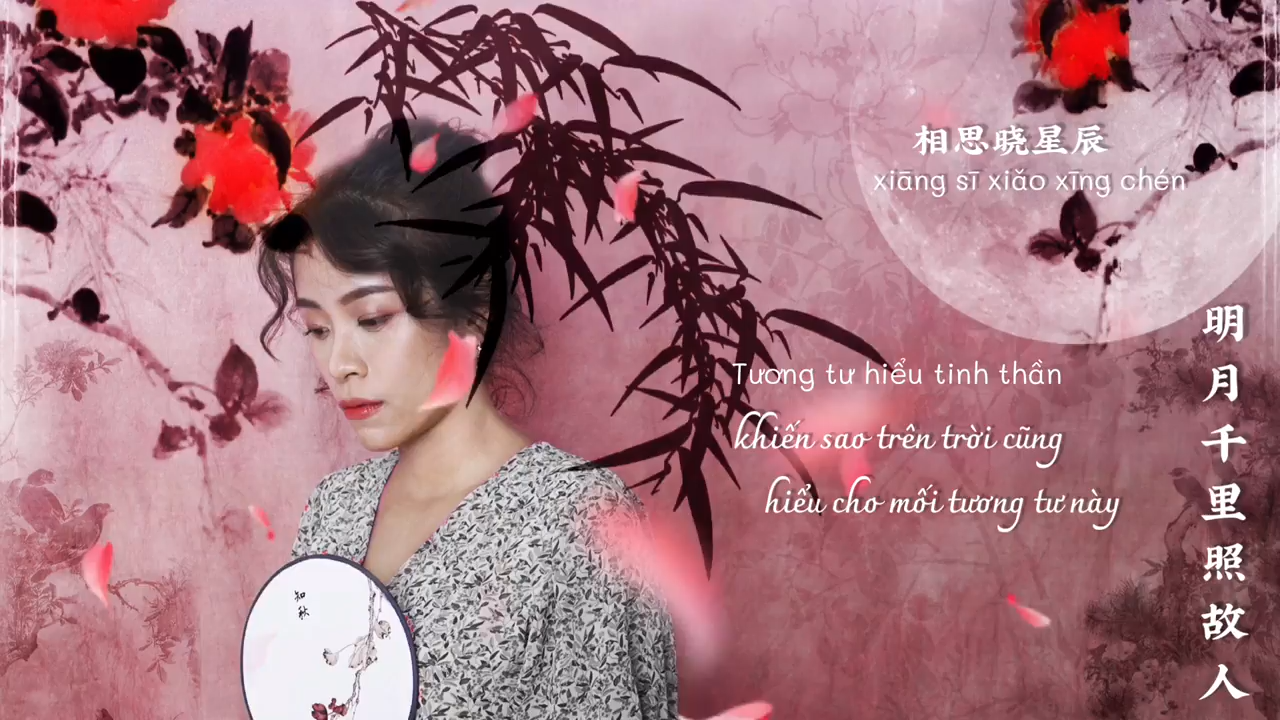 相思晓星辰
xiāng sī xiǎo xīng chén
Tương tư hiểu tinh thần
khiến sao trên trời cũng
hiểu cho mối tương tư này
明月千里照故人
知秋